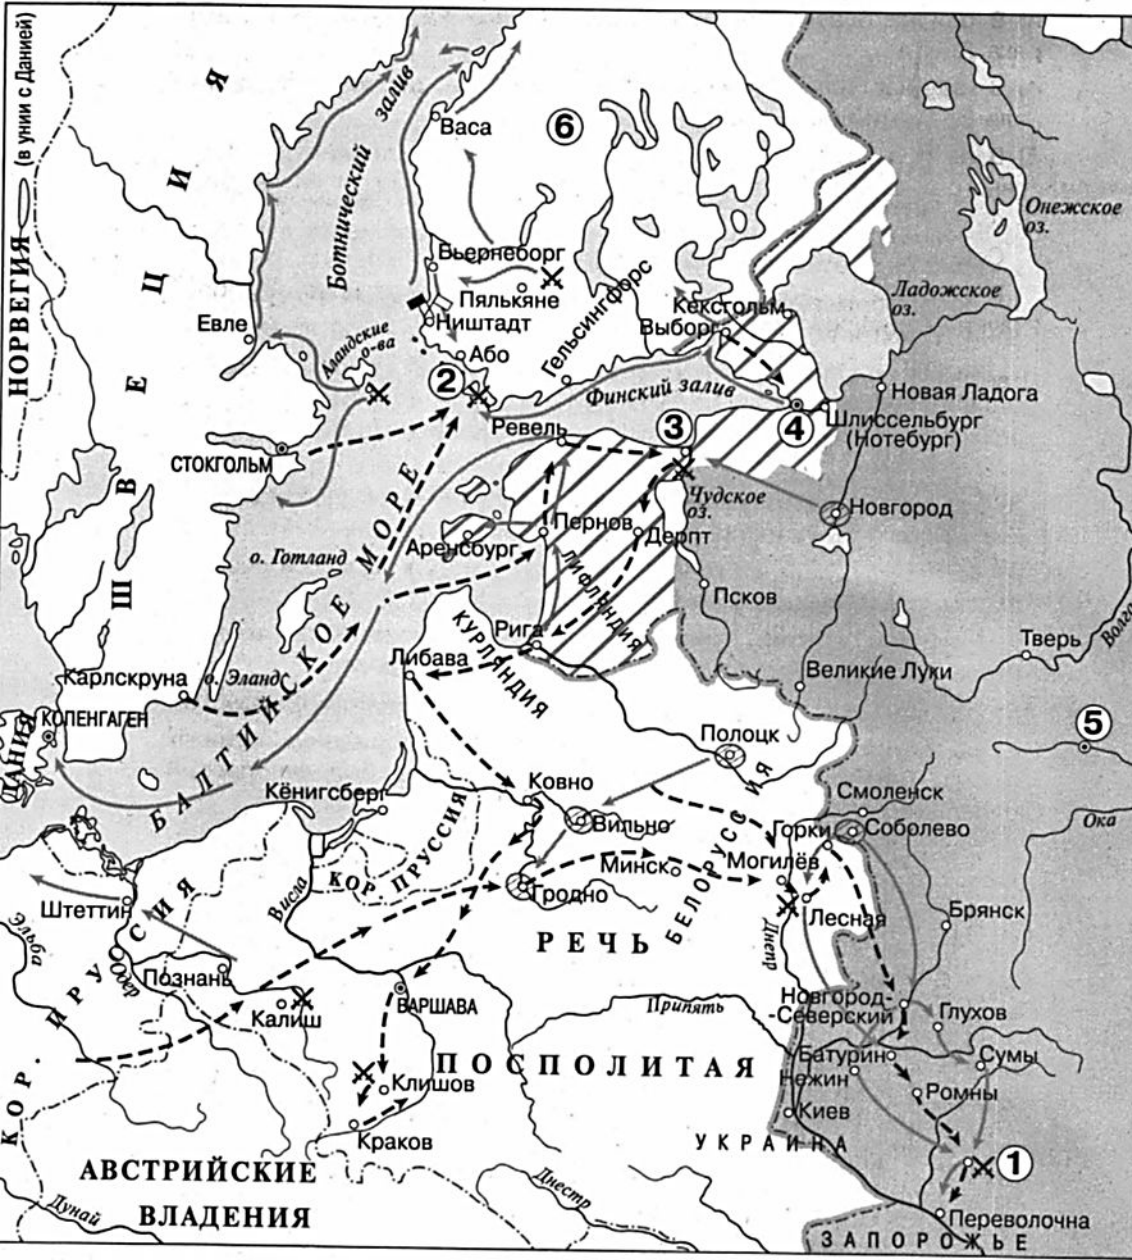 НОРВЕГИЯ (в унии с Данией)
ШВЕЦИЯ
Ботнический
залив
Васа
6
Онежское
оз.
Бьернеборг
Пялькяне
Ништадт
Або
Гельсингфорс
Кексгольм
Выборг
Ладожское
оз.
Евле
Аландские
о-ва
2
Финский залив
Новая Ладога
Шлиссельбург
(Нотебург)
СТОКГОЛЬМ
Ревель
3
4
Чудское
оз.
Новгород
Аренсбург
Пернов
Дерпт
о. Готланд
БАЛТИЙСКОЕ МОРЕ
ЛИФЛЯНДИЯ
Псков
Рига
КУРЛЯНДИЯ
Либава
Тверь
Волга
Великие Луки
Карлскруна
о. Эланд
КОПЕНГАГЕН
ДАНИЯ
Полоцк
5
Кёнигсберг
Ковно
Вильно
Смоленск
Горки
Соболево
Ока
КОР. ПРУССИЯ
Минск
Могилёв
БЕЛОРУССИЯ
Гродно
Лесная
Штеттин
Висла
Эльба
Одер
РЕЧЬ
Днепр
Брянск
Познань
Калиш
ВАРШАВА
Припять
Новгород-
-Северский
Глухов
КОР. ПРУССИЯ
ПОСПОЛИТАЯ
Батурин
Сумы
Нежин
Клишов
Ромны
Киев
Краков
УКРАИНА
1
АВСТРИЙСКИЕ
ВЛАДЕНИЯ
Дунай
Днестр
Переволочна
ЗАПОРОЖЬЕ